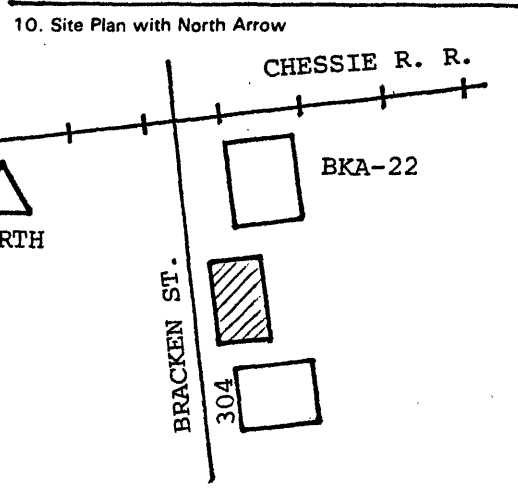 10. Site Plan with North Arrow
CHESSIE R. R.
BKA-22
RTH
BRACKEN ST.
304